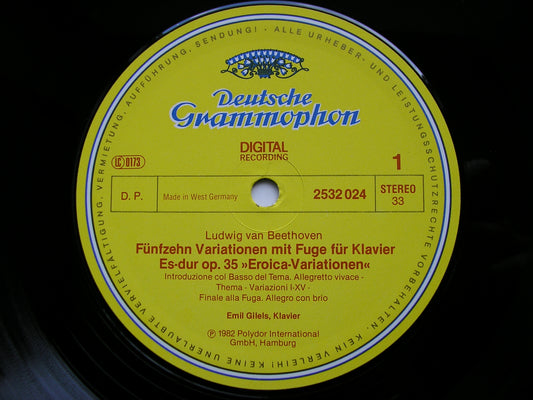 Deutsche
Grammophon
DIGITAL
RECORDING
LC 0173
1
D. P.
Made in West Germany
2532 024
STEREO
33
Ludwig van Beethoven
Fünfzehn Variationen mit Fuge für Klavier
Es-dur op. 35 »Eroica-Variationen«
Introduzione col Basso del Tema. Allegretto vivace -
Thema - Variazioni I-XV -
Finale alla Fuga. Allegro con brio
Emil Gilels, Klavier
Ⓟ 1982 Polydor International
GmbH, Hamburg
ALLE URHEBER- UND LEISTUNGSSCHUTZRECHTE VORBEHALTEN. KEIN VERLEIH! KEINE UNERLAUBTE VERVIELFÄLTIGUNG, VERMIETUNG, AUFFÜHRUNG, SENDUNG!